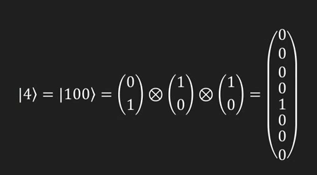 |4⟩ = |100⟩ = (0 1) ⊗ (1 0) ⊗ (1 0) = (0 0 0 0 1 0 0 0)